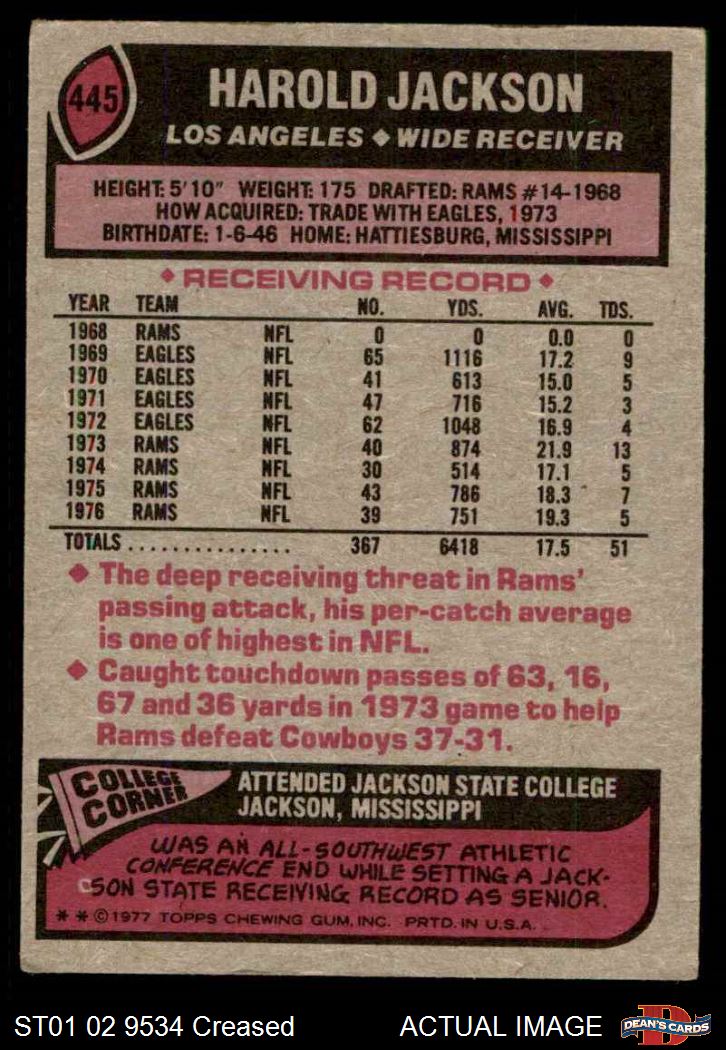 445
HAROLD JACKSON
LOS ANGELES ◆ WIDE RECEIVER
HEIGHT: 5'10" WEIGHT: 175 DRAFTED: RAMS #14-1968
HOW ACQUIRED: TRADE WITH EAGLES, 1973
BIRTHDATE: 1-6-46 HOME: HATTIESBURG, MISSISSIPPI
◆ RECEIVING RECORD ◆
YEAR TEAM NO. YDS. AVG. TDS.
1968 RAMS NFL 0 0 0.0 0
1969 EAGLES NFL 65 1116 17.2 9
1970 EAGLES NFL 41 613 15.0 5
1971 EAGLES NFL 47 716 15.2 3
1972 EAGLES NFL 62 1048 16.9 4
1973 RAMS NFL 40 874 21.9 13
1974 RAMS NFL 30 514 17.1 5
1975 RAMS NFL 43 786 18.3 7
1976 RAMS NFL 39 751 19.3 5
TOTALS ............... 367 6418 17.5 51
◆ The deep receiving threat in Rams'
passing attack, his per-catch average
is one of highest in NFL.
◆ Caught touchdown passes of 63, 16,
67 and 36 yards in 1973 game to help
Rams defeat Cowboys 37-31.
COLLEGE
CORNER
ATTENDED JACKSON STATE COLLEGE
JACKSON, MISSISSIPPI
WAS AN ALL-SOUTHWEST ATHLETIC
CONFERENCE END WHILE SETTING A JACK-
SON STATE RECEIVING RECORD AS SENIOR.
* * © 1977 TOPPS CHEWING GUM, INC. PRTD. IN U.S.A.
ST01 02 9534 Creased
ACTUAL IMAGE
D
DEAN'S CARDS